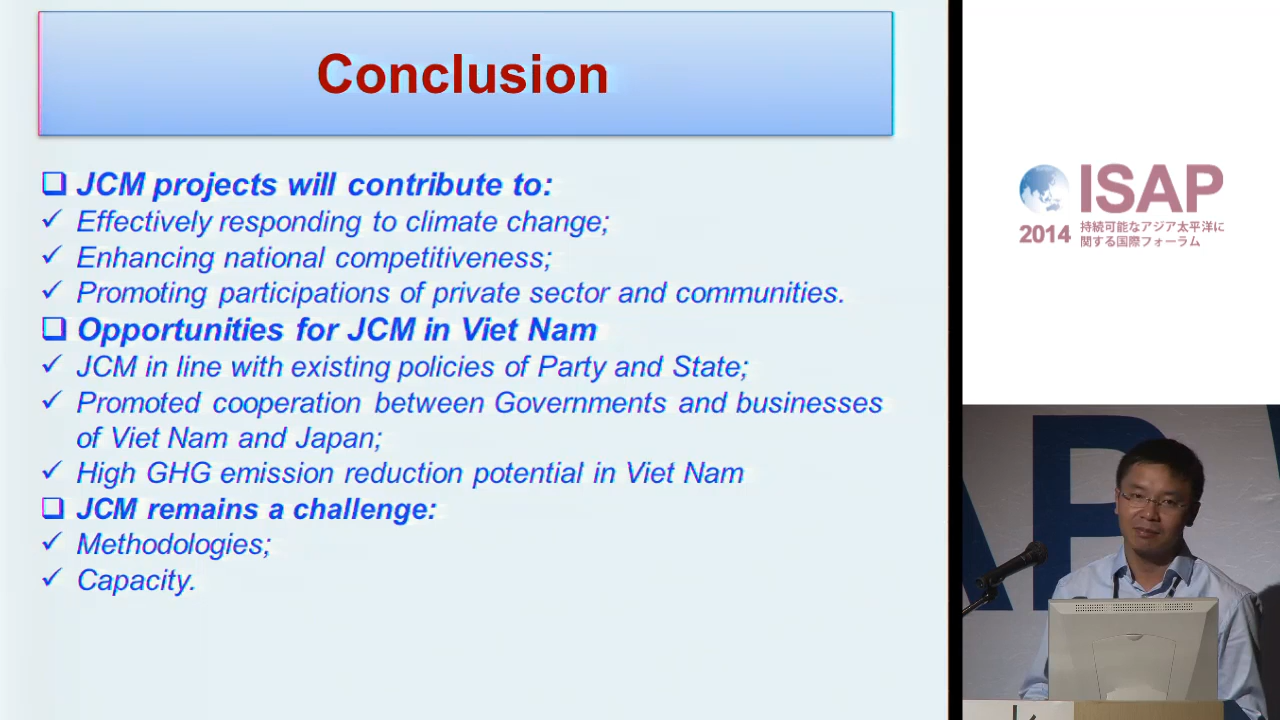 Conclusion
❑ JCM projects will contribute to:
✓ Effectively responding to climate change;
✓ Enhancing national competitiveness;
✓ Promoting participations of private sector and communities.
❑ Opportunities for JCM in Viet Nam
✓ JCM in line with existing policies of Party and State;
✓ Promoted cooperation between Governments and businesses
of Viet Nam and Japan;
✓ High GHG emission reduction potential in Viet Nam
❑ JCM remains a challenge:
✓ Methodologies;
✓ Capacity.
ISAP
2014 持続可能なアジア太平洋に
関する国際フォーラム